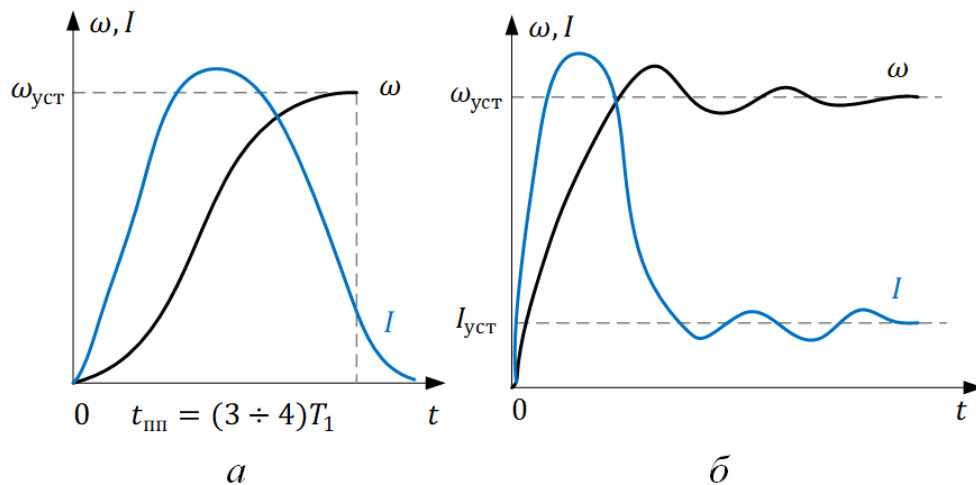 ω, I
ω_уст
ω
I
0
t_пп = (3 ÷ 4)T_1
t
а
ω, I
ω_уст
ω
I_уст
I
0
t
б